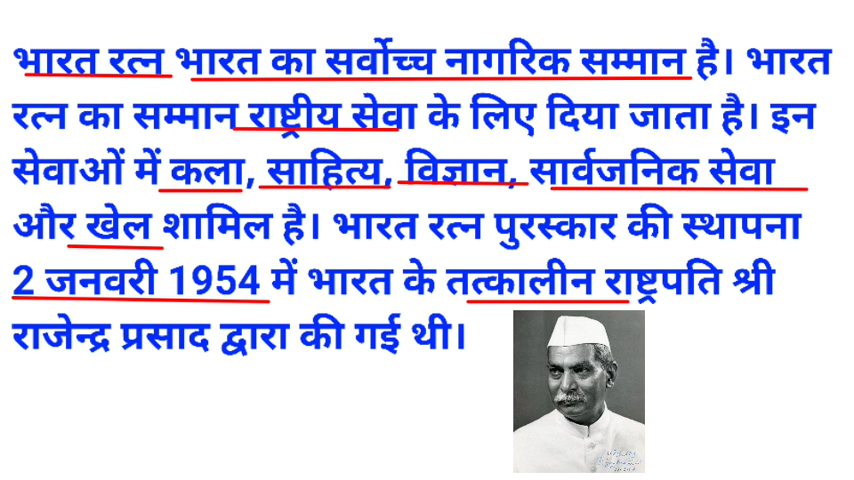 भारत रत्न भारत का सर्वोच्च नागरिक सम्मान है। भारत
रत्न का सम्मान राष्ट्रीय सेवा के लिए दिया जाता है। इन
सेवाओं में कला, साहित्य, विज्ञान, सार्वजनिक सेवा
और खेल शामिल है। भारत रत्न पुरस्कार की स्थापना
2 जनवरी 1954 में भारत के तत्कालीन राष्ट्रपति श्री
राजेन्द्र प्रसाद द्वारा की गई थी।